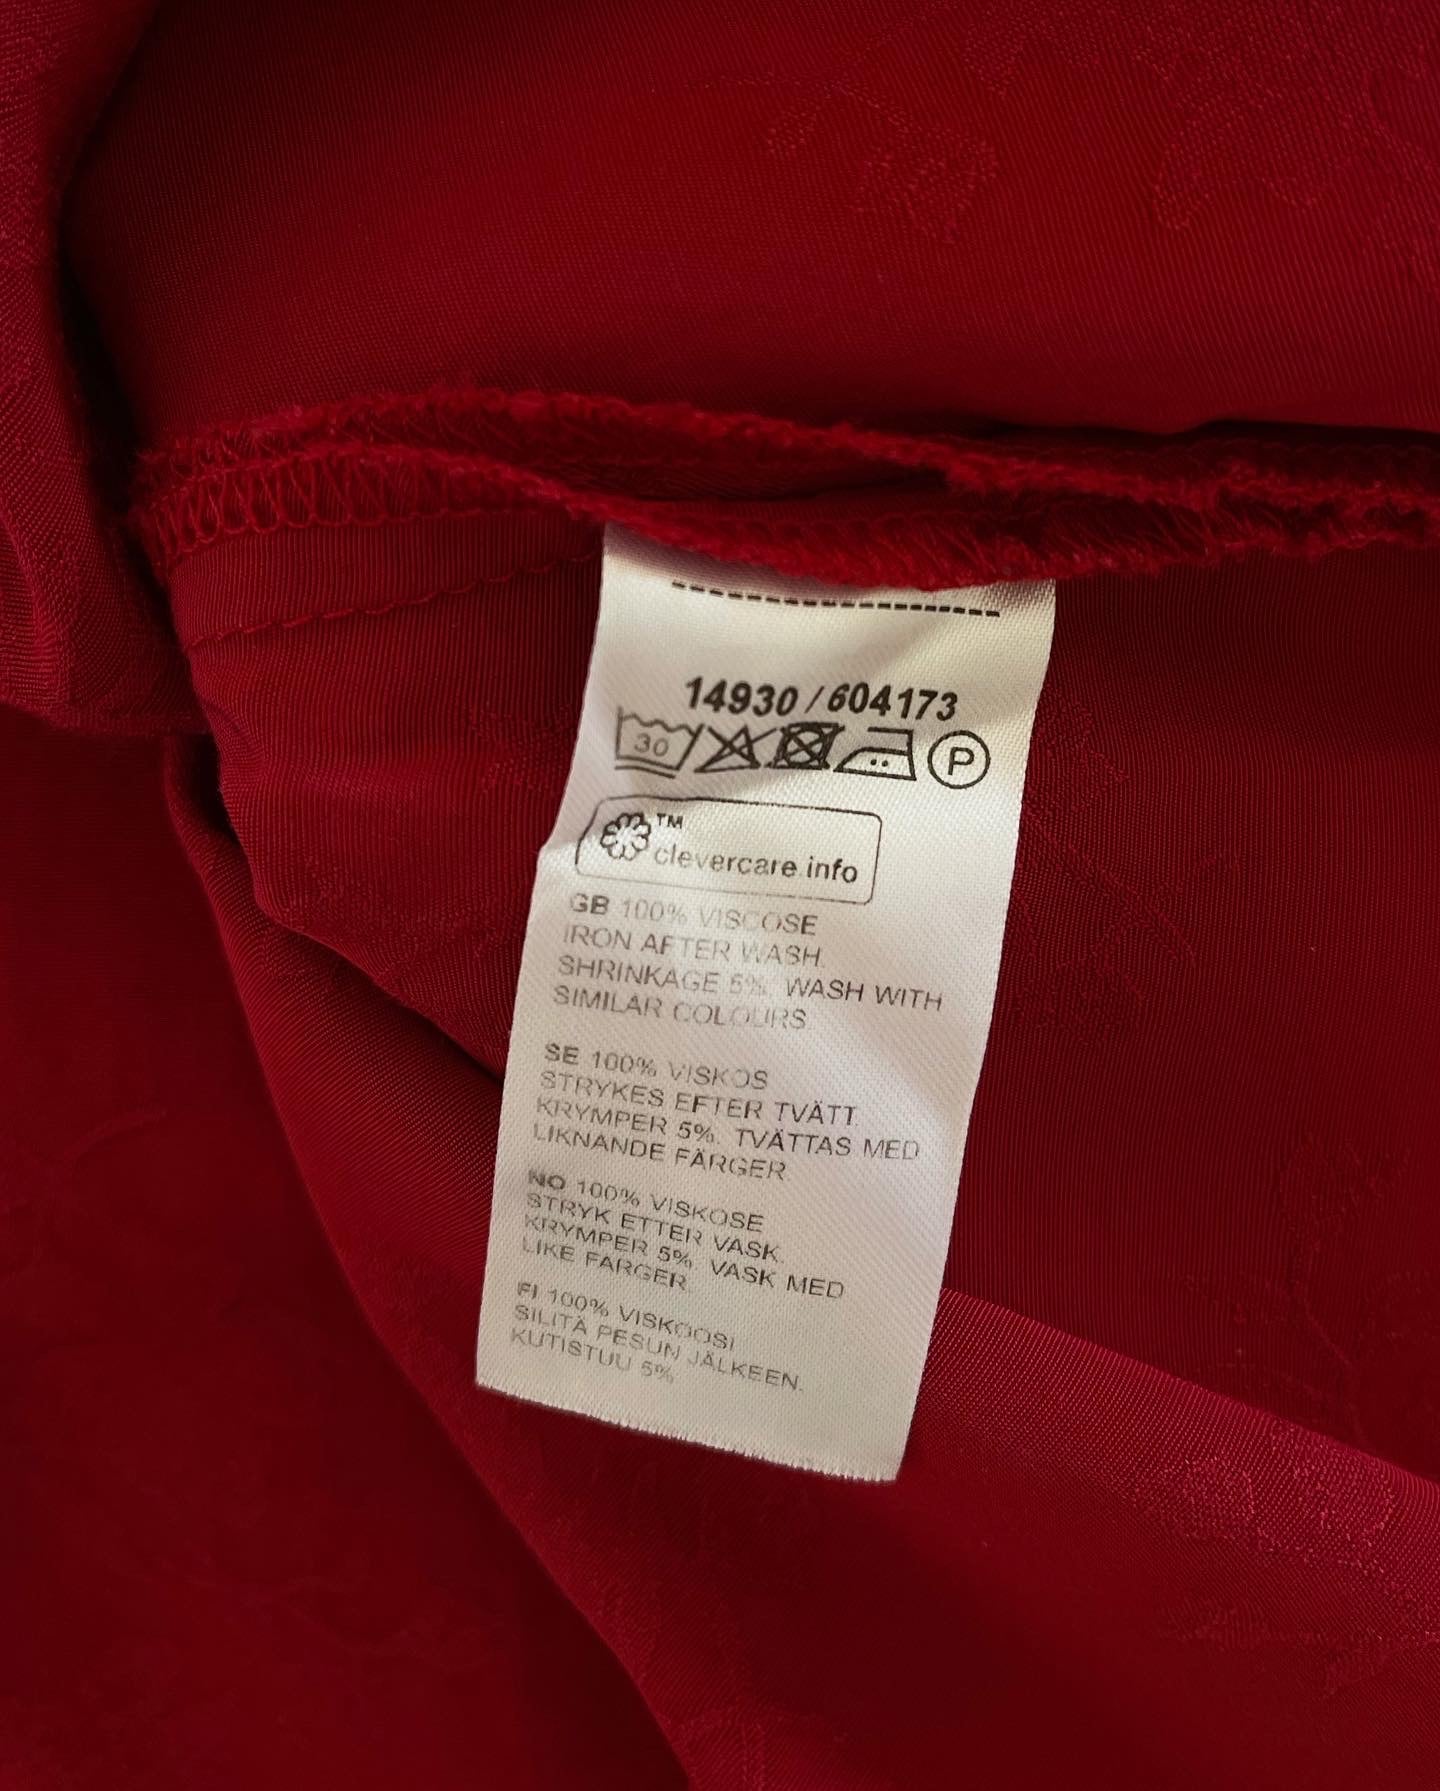 14930 / 604173
30 P
TM
clevercare.info
GB 100% VISCOSE
IRON AFTER WASH.
SHRINKAGE 5%. WASH WITH
SIMILAR COLOURS
SE 100% VISKOS
STRYKES EFTER TVÄTT.
KRYMPER 5%. TVÄTTAS MED
LIKNANDE FÄRGER
NO 100% VISKOSE
STRYK ETTER VASK.
KRYMPER 5%. VASK MED
LIKE FARGER.
FI 100% VISKOOSI
SILITÄ PESUN JÄLKEEN.
KUTISTUU 5%